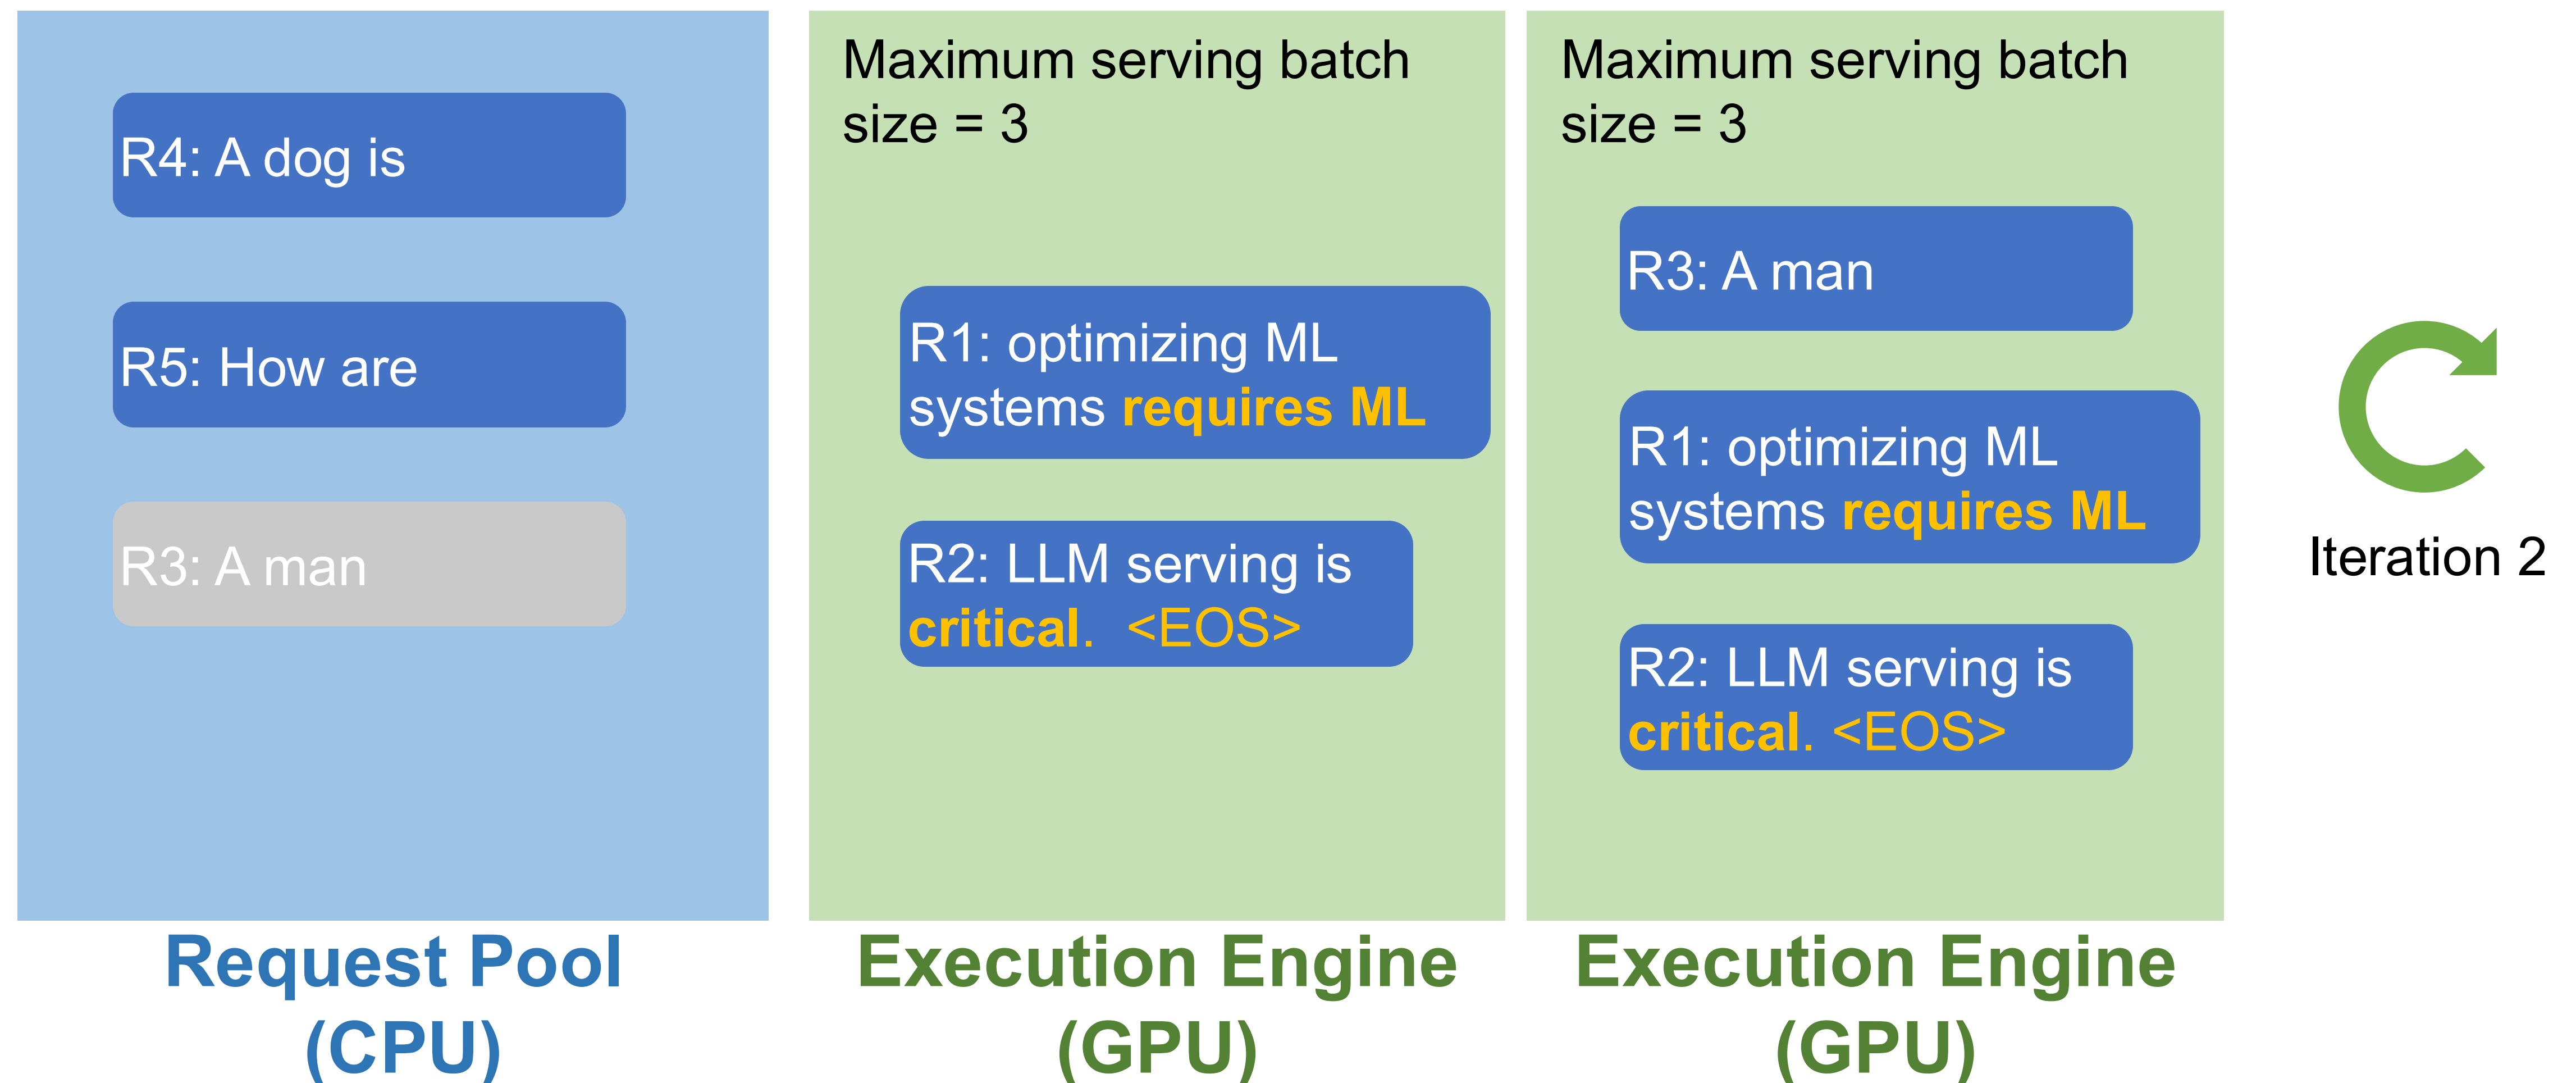 R4: A dog is
R5: How are
R3: A man
Request Pool
(CPU)
Maximum serving batch
size = 3
R1: optimizing ML
systems requires ML
R2: LLM serving is
critical. <EOS>
Execution Engine
(GPU)
Maximum serving batch
size = 3
R3: A man
R1: optimizing ML
systems requires ML
R2: LLM serving is
critical. <EOS>
Execution Engine
(GPU)
Iteration 2